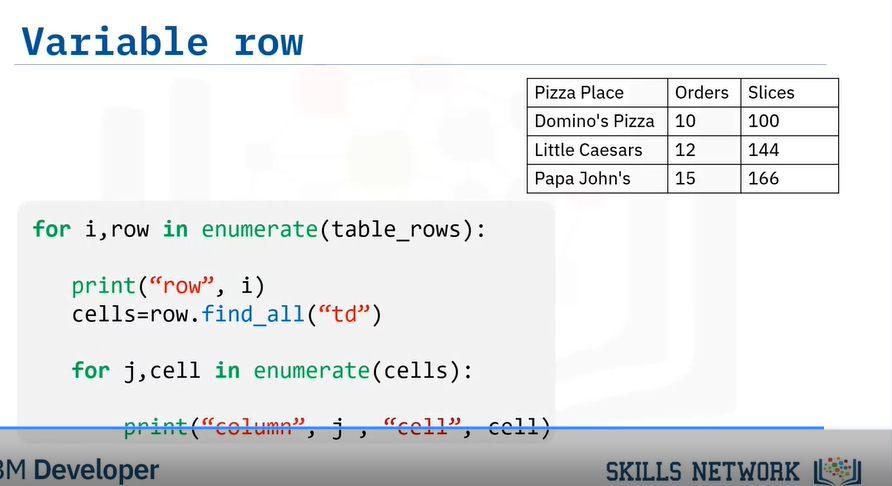 Variable row
Pizza Place Orders Slices
Domino's Pizza 10 100
Little Caesars 12 144
Papa John's 15 166
for i,row in enumerate(table_rows):
print(“row”, i)
cells=row.find_all(“td”)
for j,cell in enumerate(cells):
print(“column”, j , “cell”, cell)
BM Developer
SKILLS NETWORK